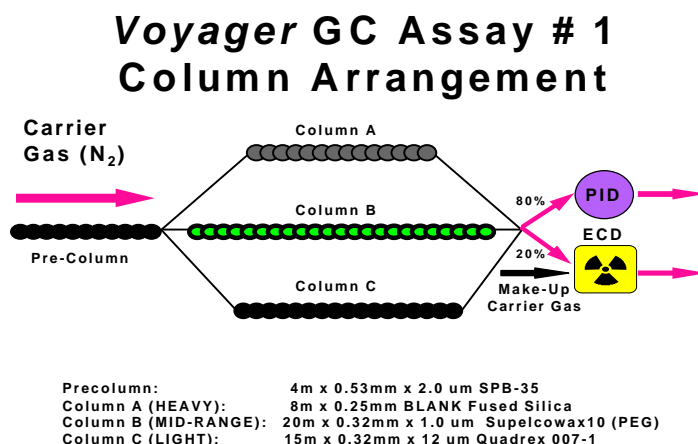 Voyager GC Assay # 1
Column Arrangement
Carrier
Gas (N₂)
Column A
Column B
Column C
Pre-Column
80%
20%
PID
ECD
Make-Up
Carrier Gas
Precolumn: 4m x 0.53mm x 2.0 um SPB-35
Column A (HEAVY): 8m x 0.25mm BLANK Fused Silica
Column B (MID-RANGE): 20m x 0.32mm x 1.0 um Supelcowax10 (PEG)
Column C (LIGHT): 15m x 0.32mm x 12 um Quadrex 007-1